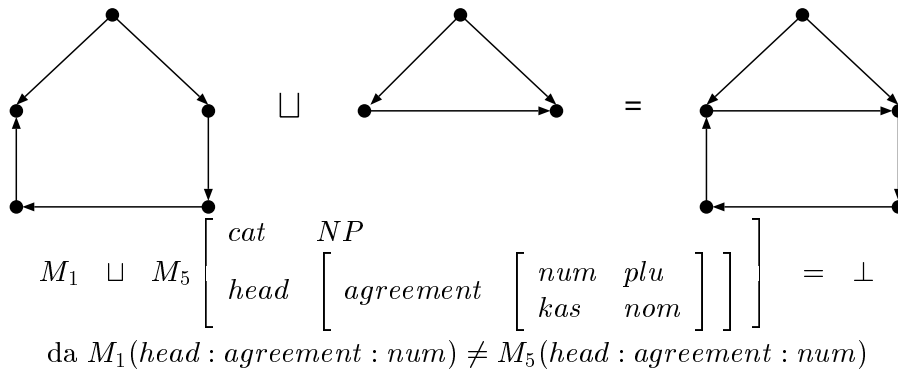 ⊔ =
cat NP
M₁ ⊔ M₅ = ⊥
head agreement num plu
kas nom
da M₁(head : agreement : num) ≠ M₅(head : agreement : num)